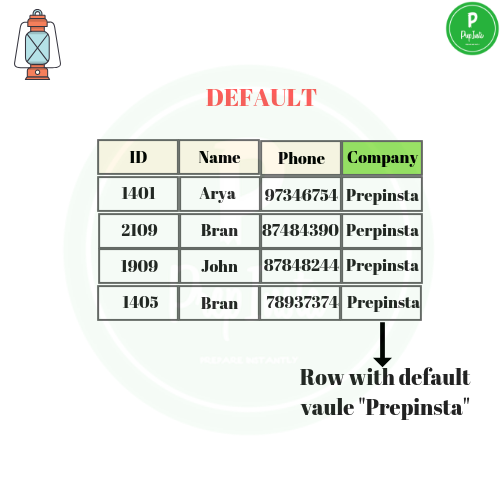 P
PrepInsta
DEFAULT
ID Name Phone Company
1401 Arya 97346754 Prepinsta
2109 Bran 87484390 Perpinsta
1909 John 87848244 Prepinsta
1405 Bran 78937374 Prepinsta
Row with default
vaule "Prepinsta"